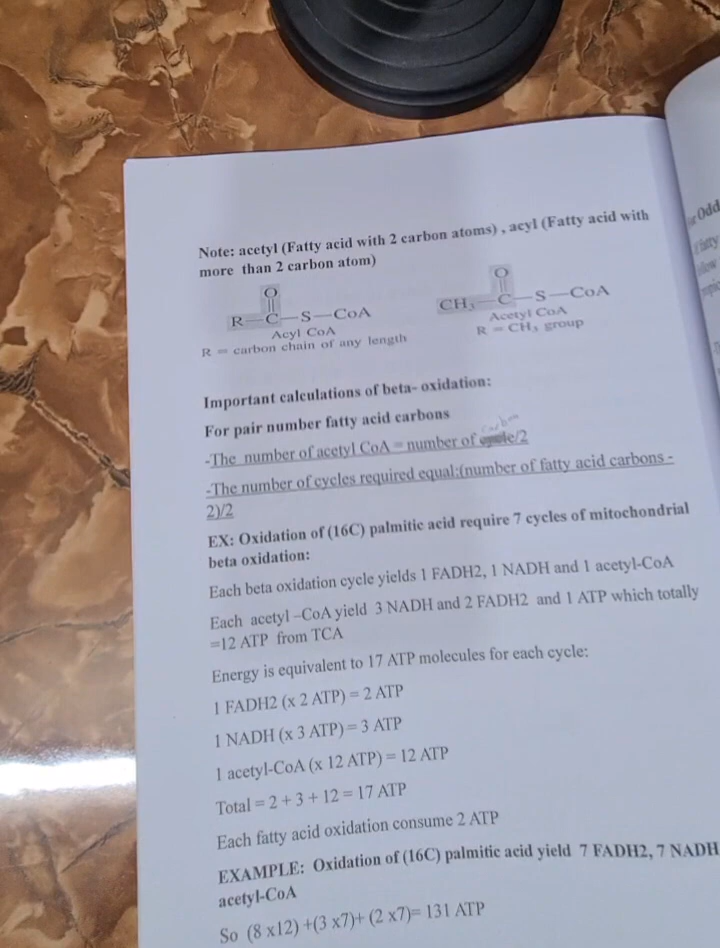 Note: acetyl (Fatty acid with 2 carbon atoms) , acyl (Fatty acid with
more than 2 carbon atom)
O
R—C—S—CoA
Acyl CoA
R = carbon chain of any length
O
CH3—C—S—CoA
Acetyl CoA
R = CH3 group
Important calculations of beta- oxidation:
For pair number fatty acid carbons
carbon
-The number of acetyl CoA = number of /2
-The number of cycles required equal:(number of fatty acid carbons -
2)/2
EX: Oxidation of (16C) palmitic acid require 7 cycles of mitochondrial
beta oxidation:
Each beta oxidation cycle yields 1 FADH2, 1 NADH and 1 acetyl-CoA
Each acetyl –CoA yield 3 NADH and 2 FADH2 and 1 ATP which totally
=12 ATP from TCA
Energy is equivalent to 17 ATP molecules for each cycle:
1 FADH2 (x 2 ATP) = 2 ATP
1 NADH (x 3 ATP) = 3 ATP
1 acetyl-CoA (x 12 ATP) = 12 ATP
Total = 2 + 3 + 12 = 17 ATP
Each fatty acid oxidation consume 2 ATP
EXAMPLE: Oxidation of (16C) palmitic acid yield 7 FADH2, 7 NADH
acetyl-CoA
So (8 x12) +(3 x7)+ (2 x7)= 131 ATP
Odd